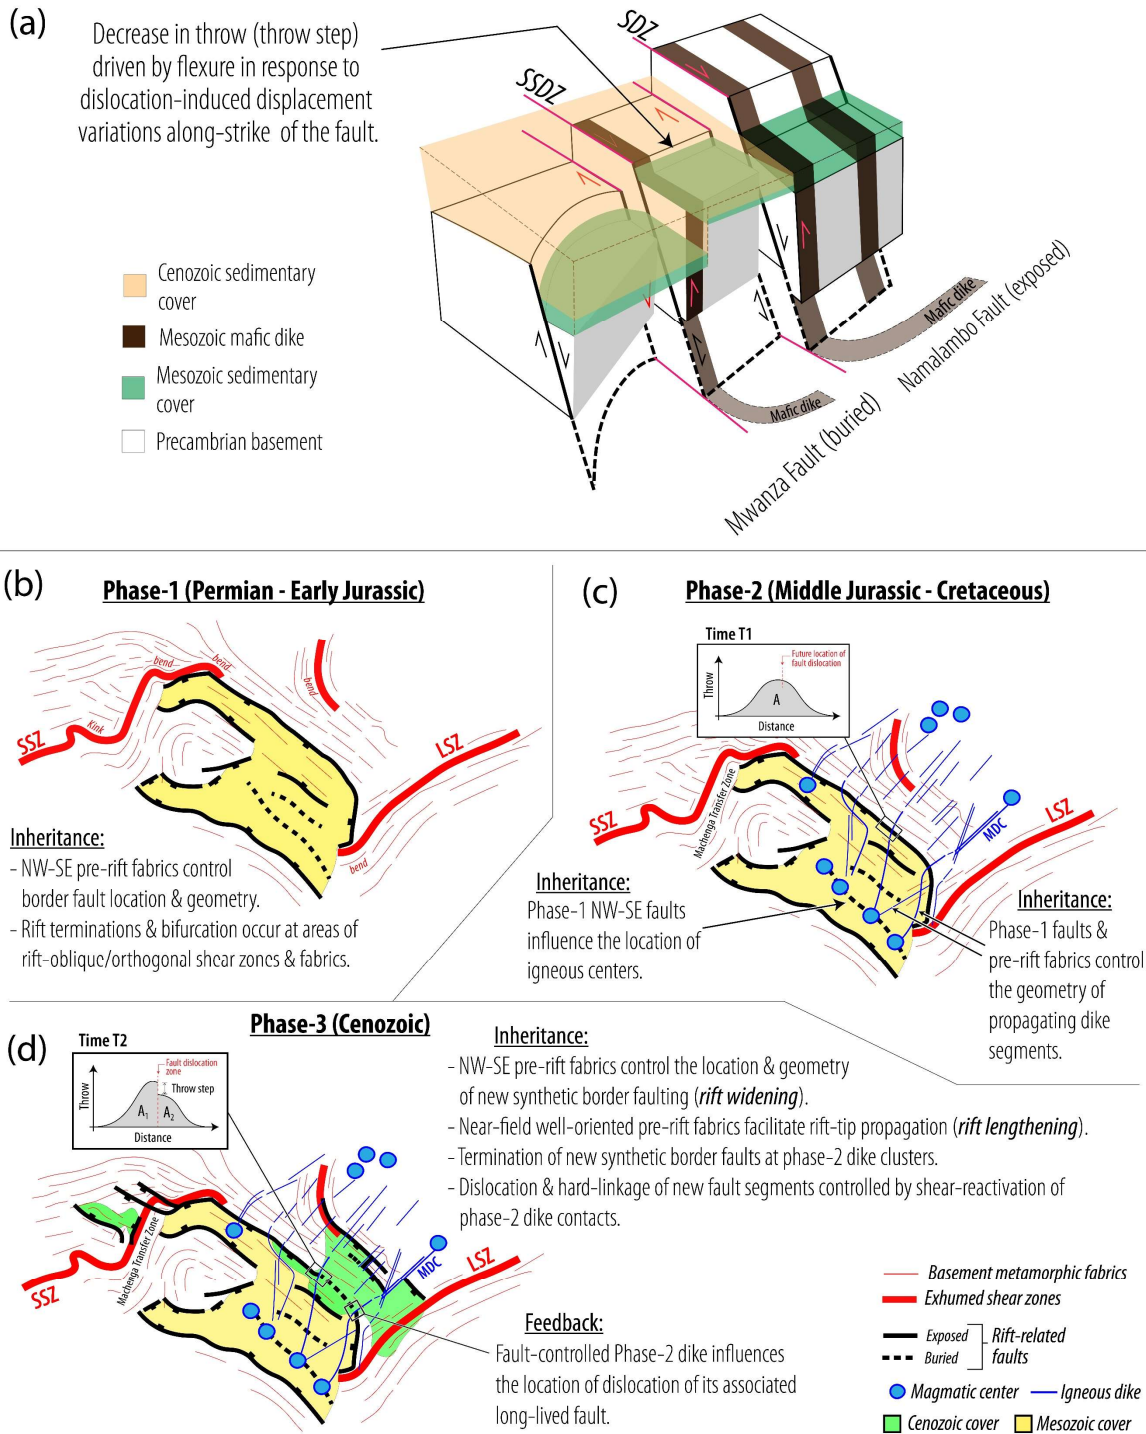 (a)
Decrease in throw (throw step)
driven by flexure in response to
dislocation-induced displacement
variations along-strike of the fault.
SDZ
SSDZ
Cenozoic sedimentary
cover
Mesozoic mafic dike
Mesozoic sedimentary
cover
Precambrian basement
Mafic dike
Mafic dike
Namalambo Fault (exposed)
Mwanza Fault (buried)
(b)
Phase-1 (Permian - Early Jurassic)
bend
bend
bend
Kink
SSZ
LSZ
bend
Inheritance:
- NW-SE pre-rift fabrics control
border fault location & geometry.
- Rift terminations & bifurcation occur at areas of
rift-oblique/orthogonal shear zones & fabrics.
(c)
Phase-2 (Middle Jurassic - Cretaceous)
Time T1
Future location of
fault dislocation
Throw
A
Distance
Machenga Transfer Zone
SSZ
MDC
LSZ
Inheritance:
Phase-1 NW-SE faults
influence the location of
igneous centers.
Inheritance:
Phase-1 faults &
pre-rift fabrics control
the geometry of
propagating dike
segments.
(d)
Phase-3 (Cenozoic)
Time T2
Fault dislocation
zone
Throw step
Throw
A1
A2
Distance
Inheritance:
- NW-SE pre-rift fabrics control the location & geometry
of new synthetic border faulting (rift widening).
- Near-field well-oriented pre-rift fabrics facilitate rift-tip propagation (rift lengthening).
- Termination of new synthetic border faults at phase-2 dike clusters.
- Dislocation & hard-linkage of new fault segments controlled by shear-reactivation of
phase-2 dike contacts.
Machenga Transfer Zone
SSZ
MDC
LSZ
Feedback:
Fault-controlled Phase-2 dike influences
the location of dislocation of its associated
long-lived fault.
Basement metamorphic fabrics
Exhumed shear zones
Exposed
Buried
Rift-related
faults
Magmatic center
Igneous dike
Cenozoic cover
Mesozoic cover